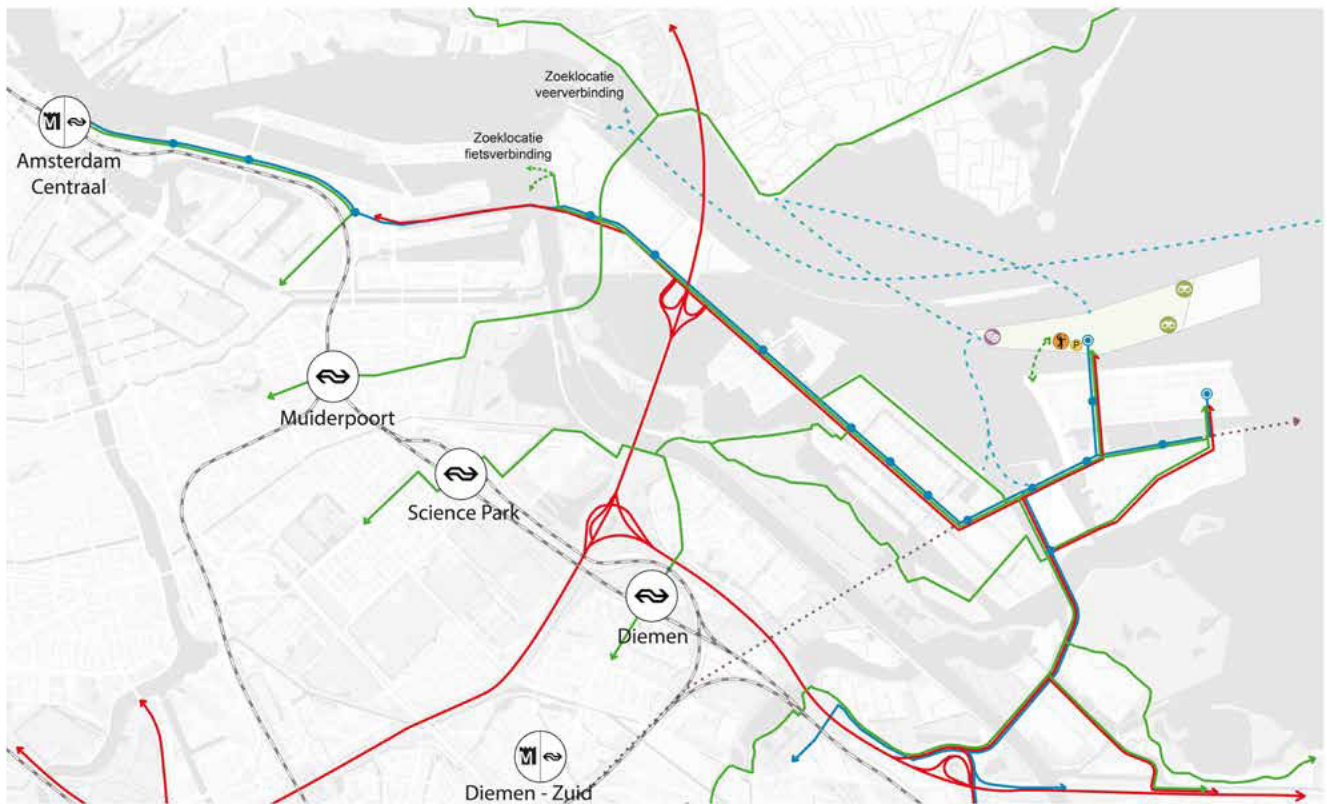 Zoeklocatie
veerverbinding
Zoeklocatie
fietsverbinding
M
Amsterdam
Centraal
Muiderpoort
Science Park
P
Diemen
M
Diemen - Zuid